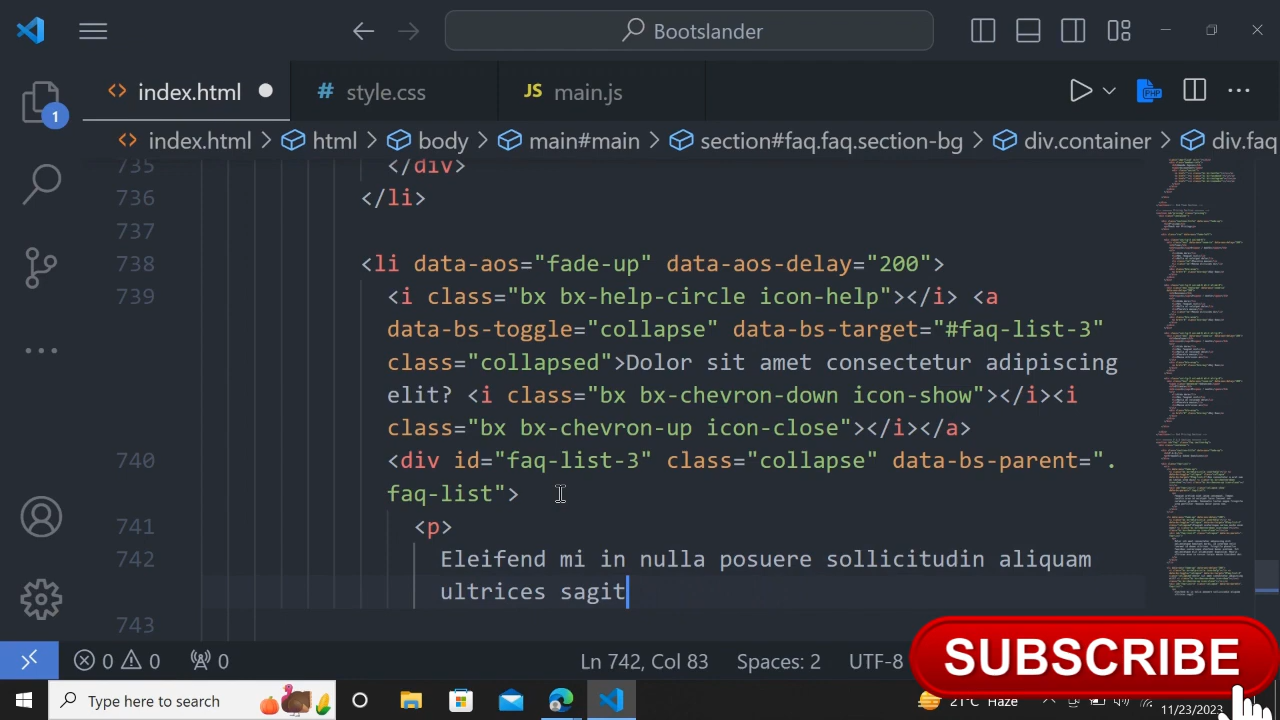 Bootslander
index.html
style.css
JS main.js
PHP
1
index.html html body main#main section#faq.faq.section-bg div.container div.faq
735 </div>
736 </li>
737
738 <li data-aos="fade-up" data-aos-delay="200">
739 <i class="bx bx-help-circle icon-help"></i> <a
data-bs-toggle="collapse" data-bs-target="#faq-list-3"
class="collapsed">Dolor sit amet consectetur adipiscing
elit? <i class="bx bx-chevron-down icon-show"></i><i
class="bx bx-chevron-up icon-close"></i></a>
740 <div id="faq-list-3" class="collapse" data-bs-parent=".
faq-list">
741 <p>
742 Eleifend mi in nulla posuere sollicitudin aliquam
ultrices sagit
743
0 0 0 Ln 742, Col 83 Spaces: 2 UTF-8
SUBSCRIBE
Type here to search
21°C Haze
11/23/2023